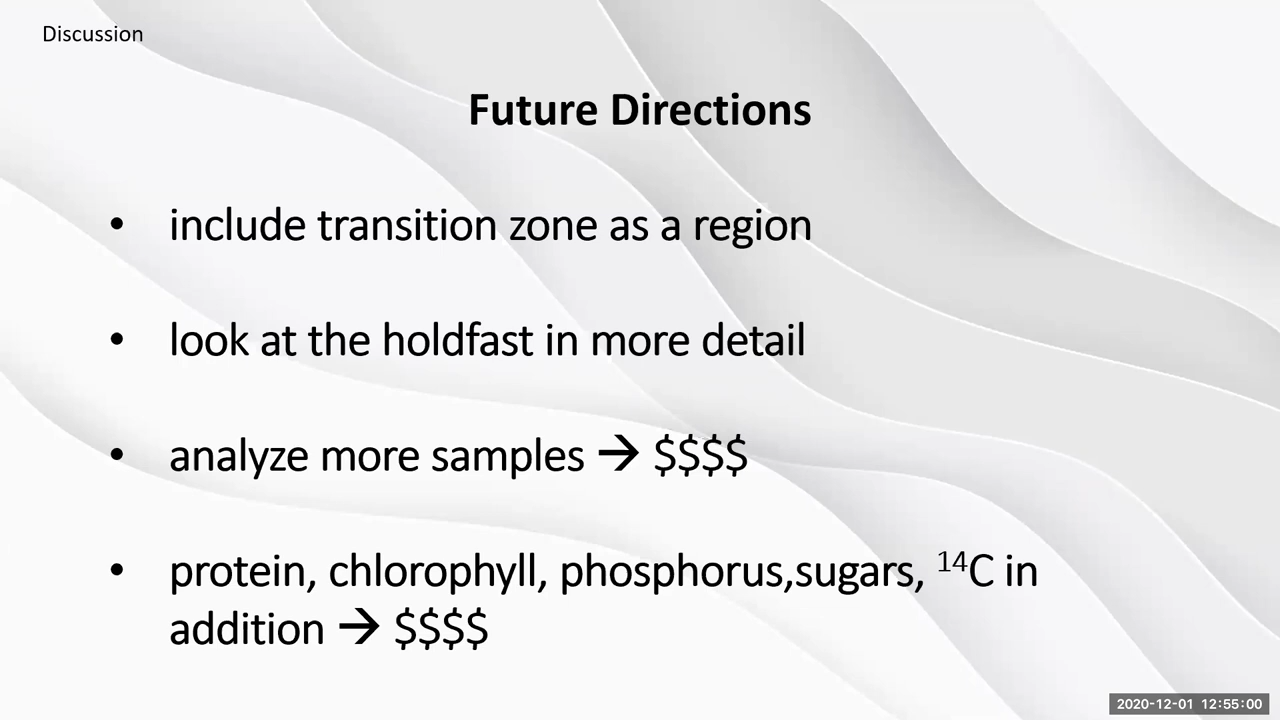 Discussion
Future Directions
• include transition zone as a region
• look at the holdfast in more detail
• analyze more samples → $$$$
• protein, chlorophyll, phosphorus,sugars, ¹⁴C in
addition → $$$$
2020-12-01 12:55:00